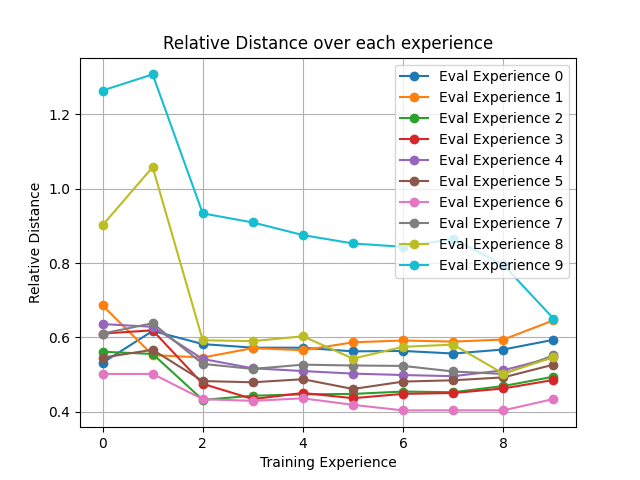 Relative Distance over each experience
Eval Experience 0
Eval Experience 1
Eval Experience 2
Eval Experience 3
Eval Experience 4
Eval Experience 5
Eval Experience 6
Eval Experience 7
Eval Experience 8
Eval Experience 9
Relative Distance
1.2
1.0
0.8
0.6
0.4
0 2 4 6 8
Training Experience